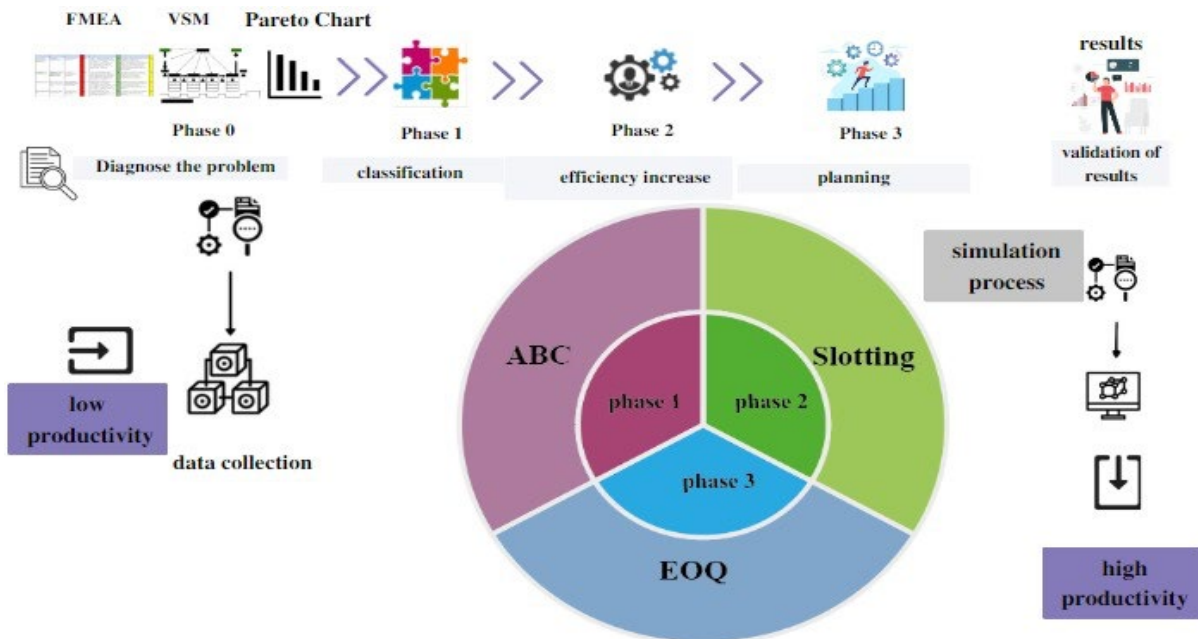 FMEA
VSM
Pareto Chart
results
Phase 0
Phase 1
Phase 2
Phase 3
Diagnose the problem
classification
efficiency increase
planning
validation of
results
simulation
process
ABC
Slotting
phase 1
phase 2
phase 3
EOQ
low
productivity
data collection
high
productivity